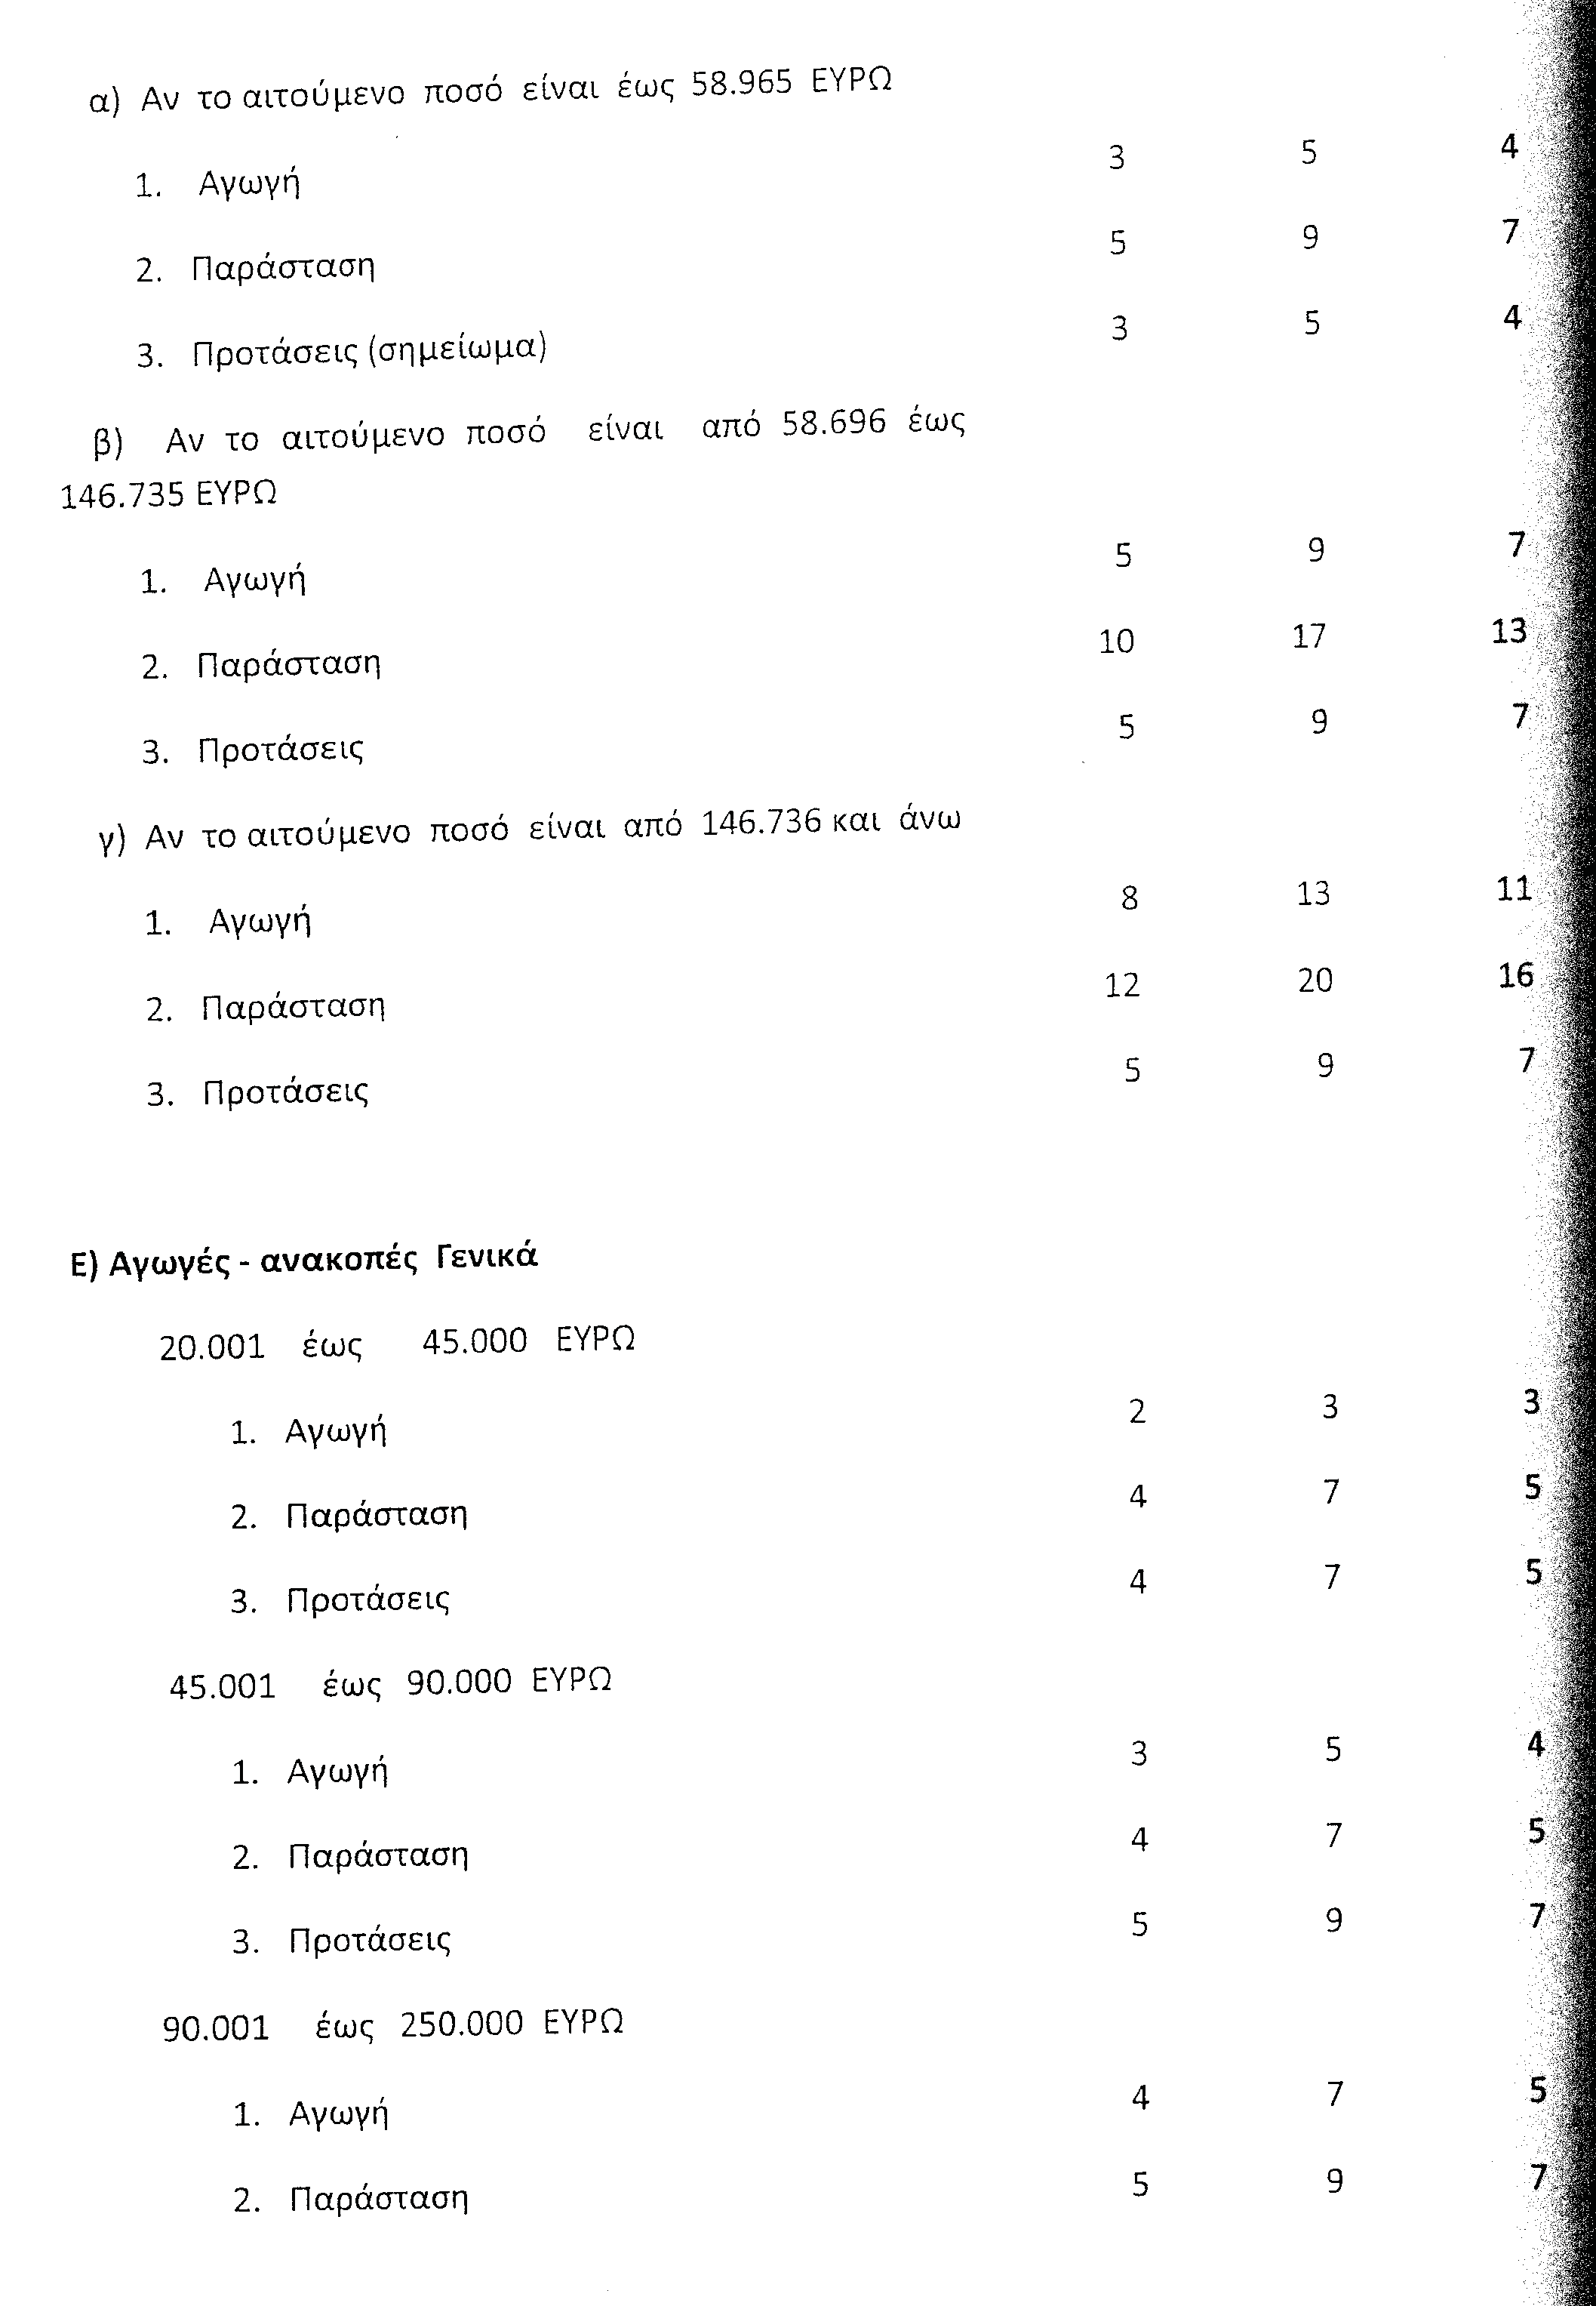 α) Αν το αιτούμενο ποσό είναι έως 58.965 ΕΥΡΩ
1. Αγωγή 3 5 4
2. Παράσταση 5 9 7
3. Προτάσεις (σημείωμα) 3 5 4
β) Αν το αιτούμενο ποσό είναι από 58.696 έως
146.735 ΕΥΡΩ
1. Αγωγή 5 9 7
2. Παράσταση 10 17 13
3. Προτάσεις 5 9 7
γ) Αν το αιτούμενο ποσό είναι από 146.736 και άνω
1. Αγωγή 8 13 11
2. Παράσταση 12 20 16
3. Προτάσεις 5 9 7
Ε) Αγωγές - ανακοπές Γενικά
20.001 έως 45.000 ΕΥΡΩ
1. Αγωγή 2 3 3
2. Παράσταση 4 7 5
3. Προτάσεις 4 7 5
45.001 έως 90.000 ΕΥΡΩ
1. Αγωγή 3 5 4
2. Παράσταση 4 7 5
3. Προτάσεις 5 9 7
90.001 έως 250.000 ΕΥΡΩ
1. Αγωγή 4 7 5
2. Παράσταση 5 9 7